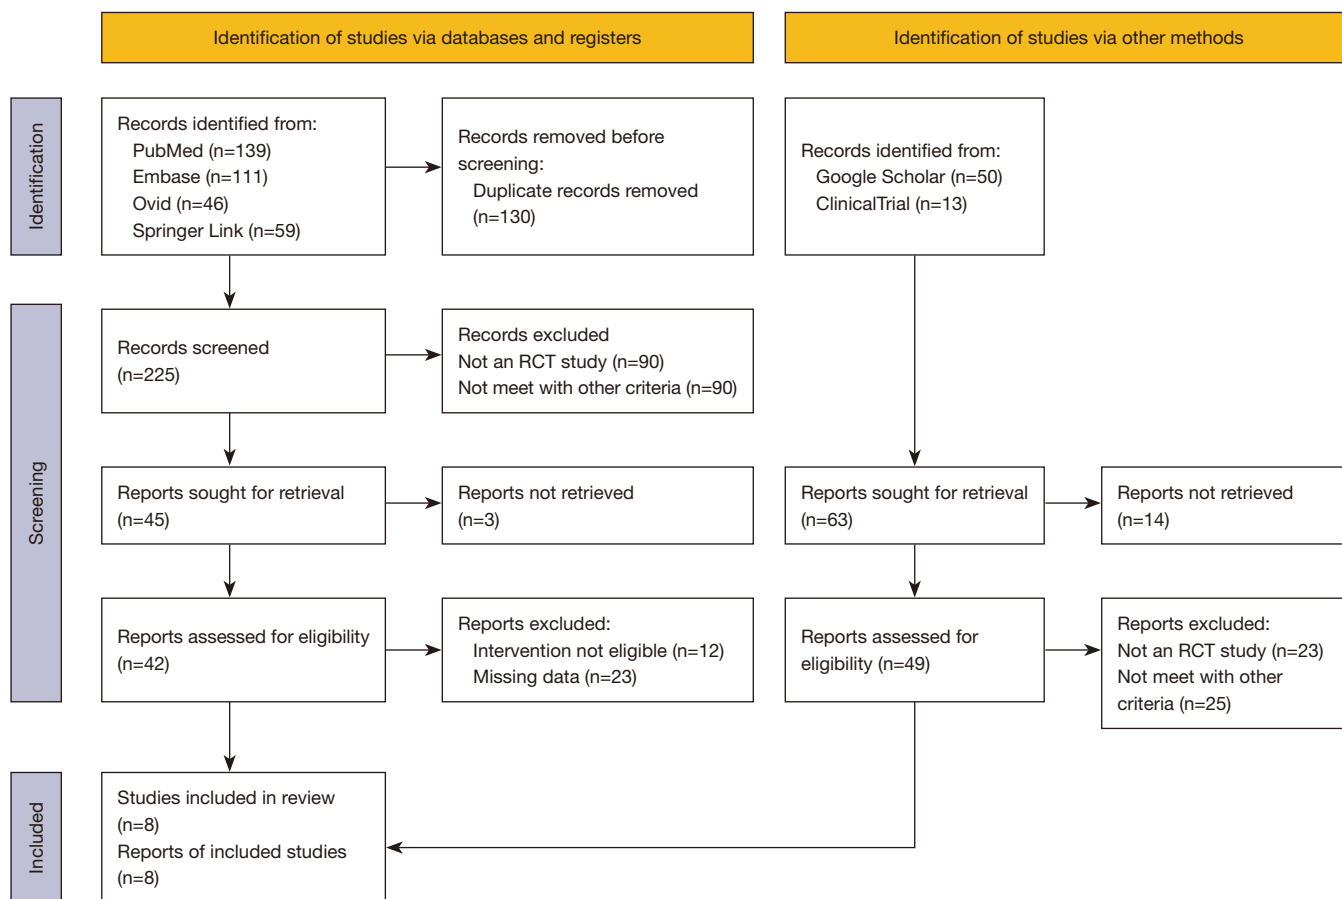 Identification of studies via databases and registers
Identification of studies via other methods
Identification
Records identified from:
PubMed (n=139)
Embase (n=111)
Ovid (n=46)
Springer Link (n=59)
Records removed before
screening:
Duplicate records removed
(n=130)
Records identified from:
Google Scholar (n=50)
ClinicalTrial (n=13)
Screening
Records screened
(n=225)
Records excluded
Not an RCT study (n=90)
Not meet with other criteria (n=90)
Reports sought for retrieval
(n=45)
Reports not retrieved
(n=3)
Reports sought for retrieval
(n=63)
Reports not retrieved
(n=14)
Reports assessed for eligibility
(n=42)
Reports excluded:
Intervention not eligible (n=12)
Missing data (n=23)
Reports assessed for
eligibility (n=49)
Reports excluded:
Not an RCT study (n=23)
Not meet with other
criteria (n=25)
Included
Studies included in review
(n=8)
Reports of included studies
(n=8)